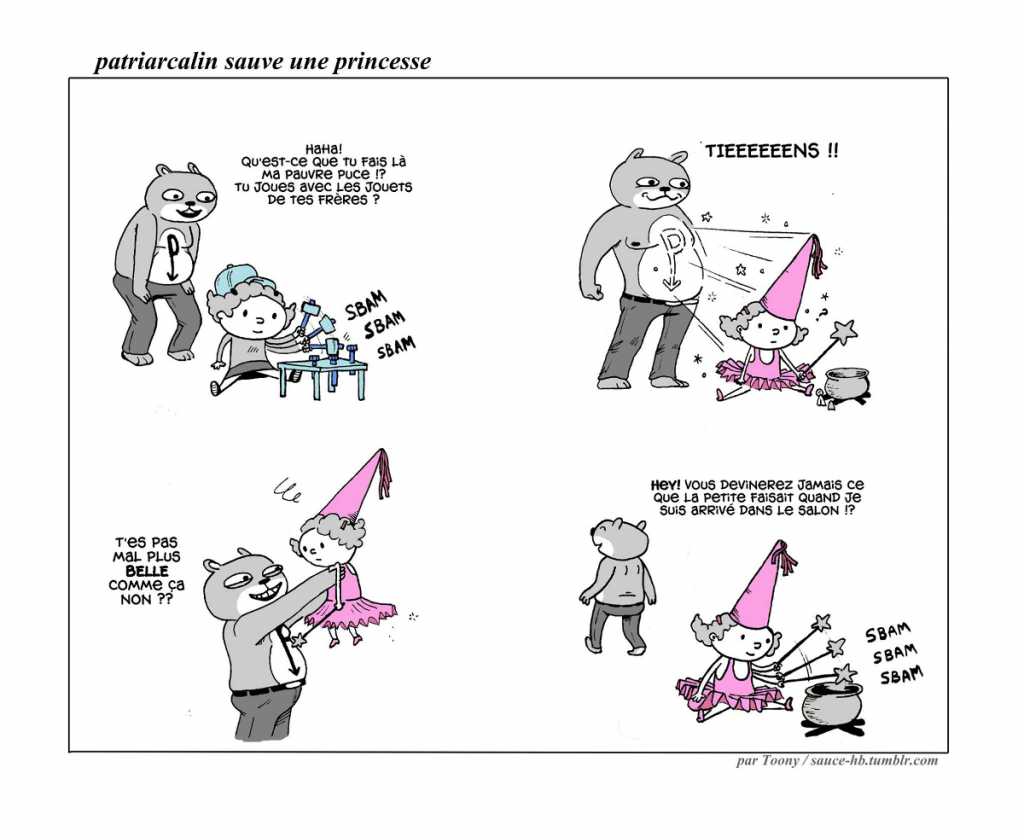 patriarcalin sauve une princesse
HaHa!
QU'EST-CE QUE TU FAIS LÀ
MA PAUVRE PUCE !?
TU JOUES AVEC LES JOUETS
DE TES FRÈRES ?
P
SBAM
SBAM
SBAM
TIEEEEEENS !!
P
?
T'ES PAS
MAL PLUS
BELLE
COMME ÇA
NON ??
HEY! VOUS DEVINEREZ JAMAIS CE
QUE LA PETITE FAISAIT QUAND JE
SUIS ARRIVÉ DANS LE SALON !?
SBAM
SBAM
SBAM
par Toony / sauce-hb.tumblr.com